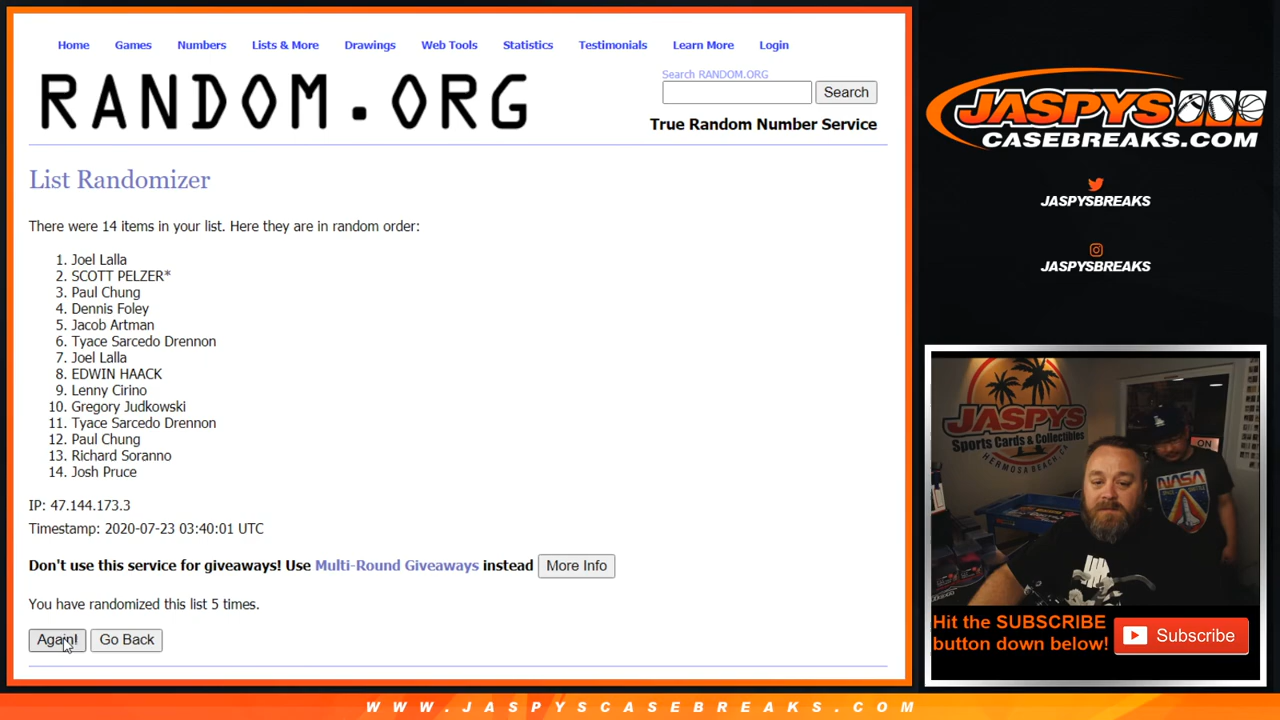 Home Games Numbers Lists & More Drawings Web Tools Statistics Testimonials Learn More Login
RANDOM.ORG
Search RANDOM.ORG
Search
True Random Number Service
List Randomizer
There were 14 items in your list. Here they are in random order:
1. Joel Lalla
2. SCOTT PELZER*
3. Paul Chung
4. Dennis Foley
5. Jacob Artman
6. Tyace Sarcedo Drennon
7. Joel Lalla
8. EDWIN HAACK
9. Lenny Cirino
10. Gregory Judkowski
11. Tyace Sarcedo Drennon
12. Paul Chung
13. Richard Soranno
14. Josh Pruce
IP: 47.144.173.3
Timestamp: 2020-07-23 03:40:01 UTC
Don't use this service for giveaways! Use Multi-Round Giveaways instead More Info
You have randomized this list 5 times.
Again! Go Back
JASPYS
CASEBREAKS.COM
JASPYSBREAKS
JASPYSBREAKS
JASPYS
Sports Cards & Collectibles
HERMOSA BEACH, CA
ON
NASA
Hit the SUBSCRIBE
button down below!
Subscribe
WWW.JASPYSCASEBREAKS.COM